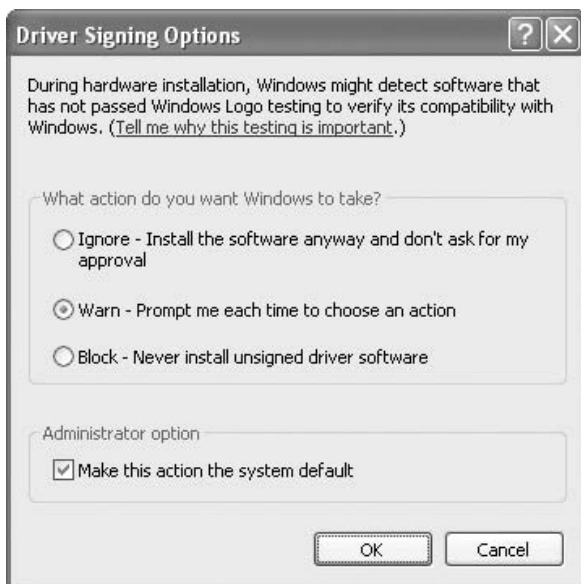 Driver Signing Options
During hardware installation, Windows might detect software that
has not passed Windows Logo testing to verify its compatibility with
Windows. (Tell me why this testing is important.)
What action do you want Windows to take?
Ignore - Install the software anyway and don't ask for my
approval
Warn - Prompt me each time to choose an action
Block - Never install unsigned driver software
Administrator option
Make this action the system default
OK Cancel